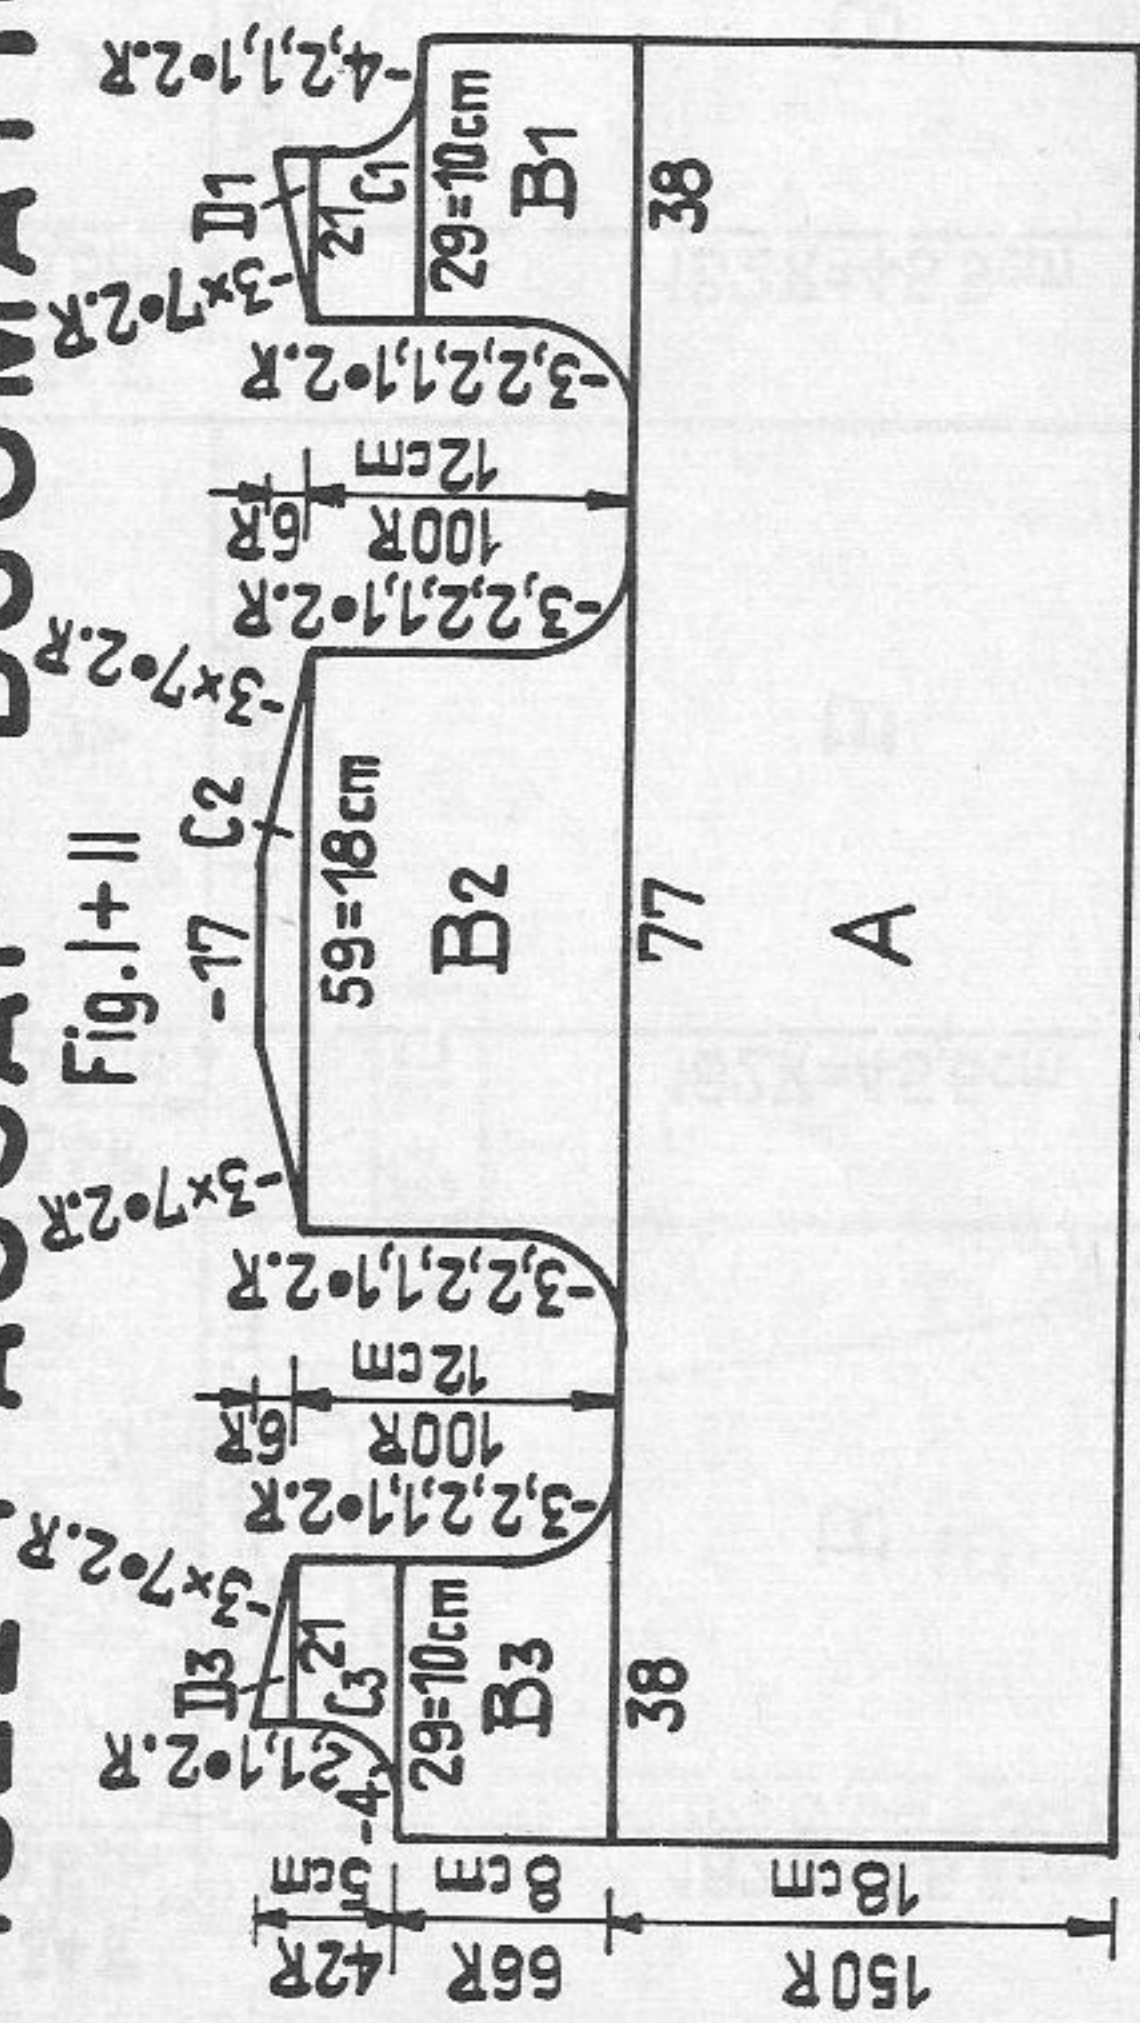 Fig.I+II
-3×7•2.R
-3×7•2.R
-17
-3×7•2.R
-3×7•2.R
D3
C2
D1
-4,2,1,1•2.R
21
C3
6R
6R
21
C1
-4,2,1,1•2.R
42R
5cm
-3,2,2,1,1•2.R
100R
12cm
-3,2,2,1,1•2.R
59=18cm
-3,2,2,1,1•2.R
100R
12cm
-3,2,2,1,1•2.R
66R
8cm
29=10cm
B3
B2
29=10cm
B1
38
77
38
150R
18cm
A